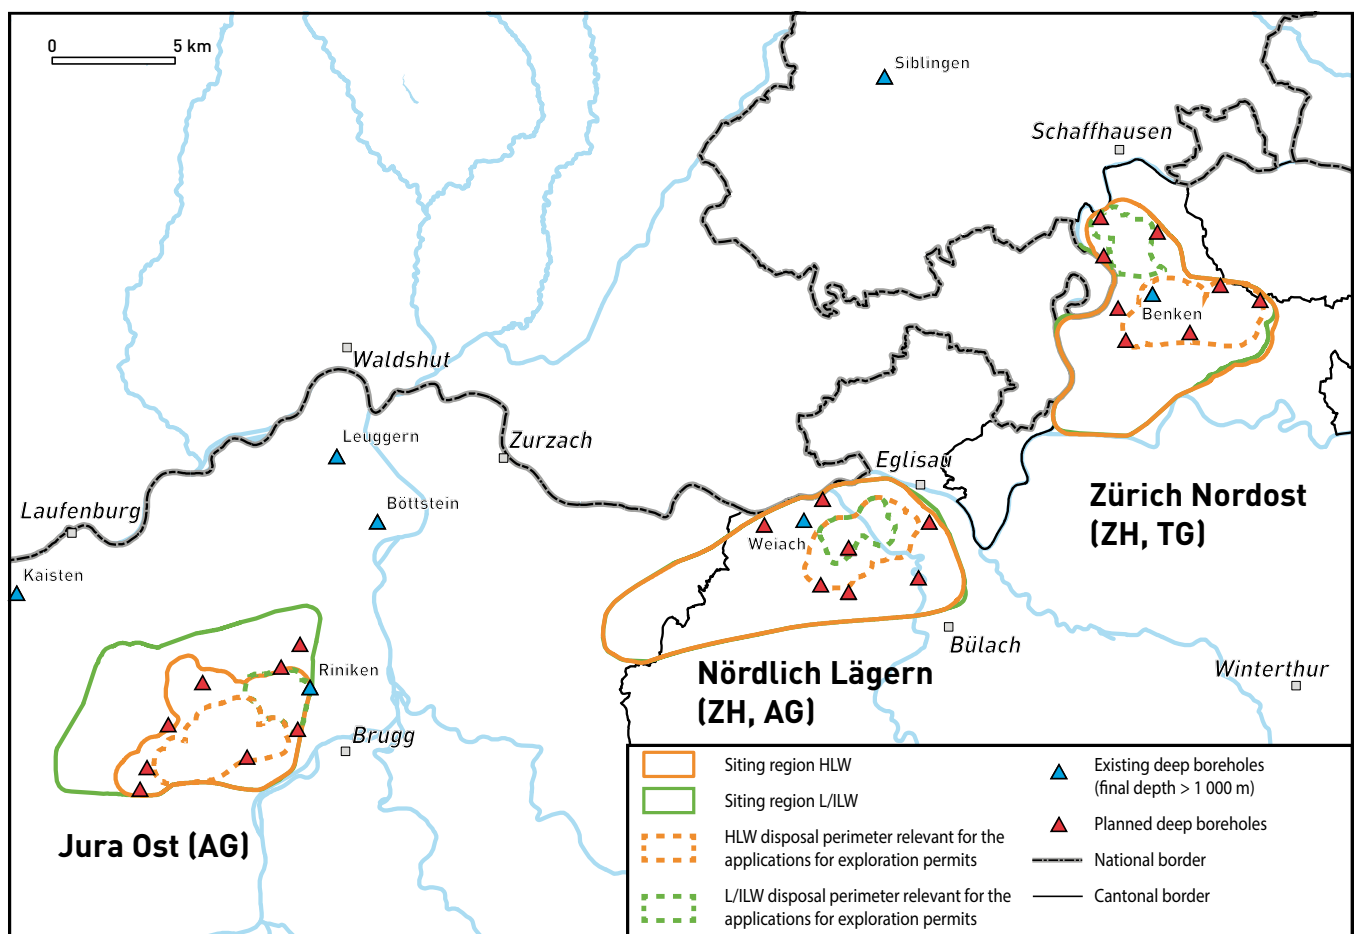 0
5 km
Siblingen
Schaffhausen
Benken
Waldshut
Leuggern
Zurzach
Böttstein
Eglisau
Laufenburg
Zürich Nordost
(ZH, TG)
Weiach
Kaisten
Bülach
Riniken
Nördlich Lägern
(ZH, AG)
Winterthur
Brugg
Jura Ost (AG)
Siting region HLW
Siting region L/ILW
HLW disposal perimeter relevant for the
applications for exploration permits
L/ILW disposal perimeter relevant for the
applications for exploration permits
Existing deep boreholes
(final depth > 1 000 m)
Planned deep boreholes
National border
Cantonal border